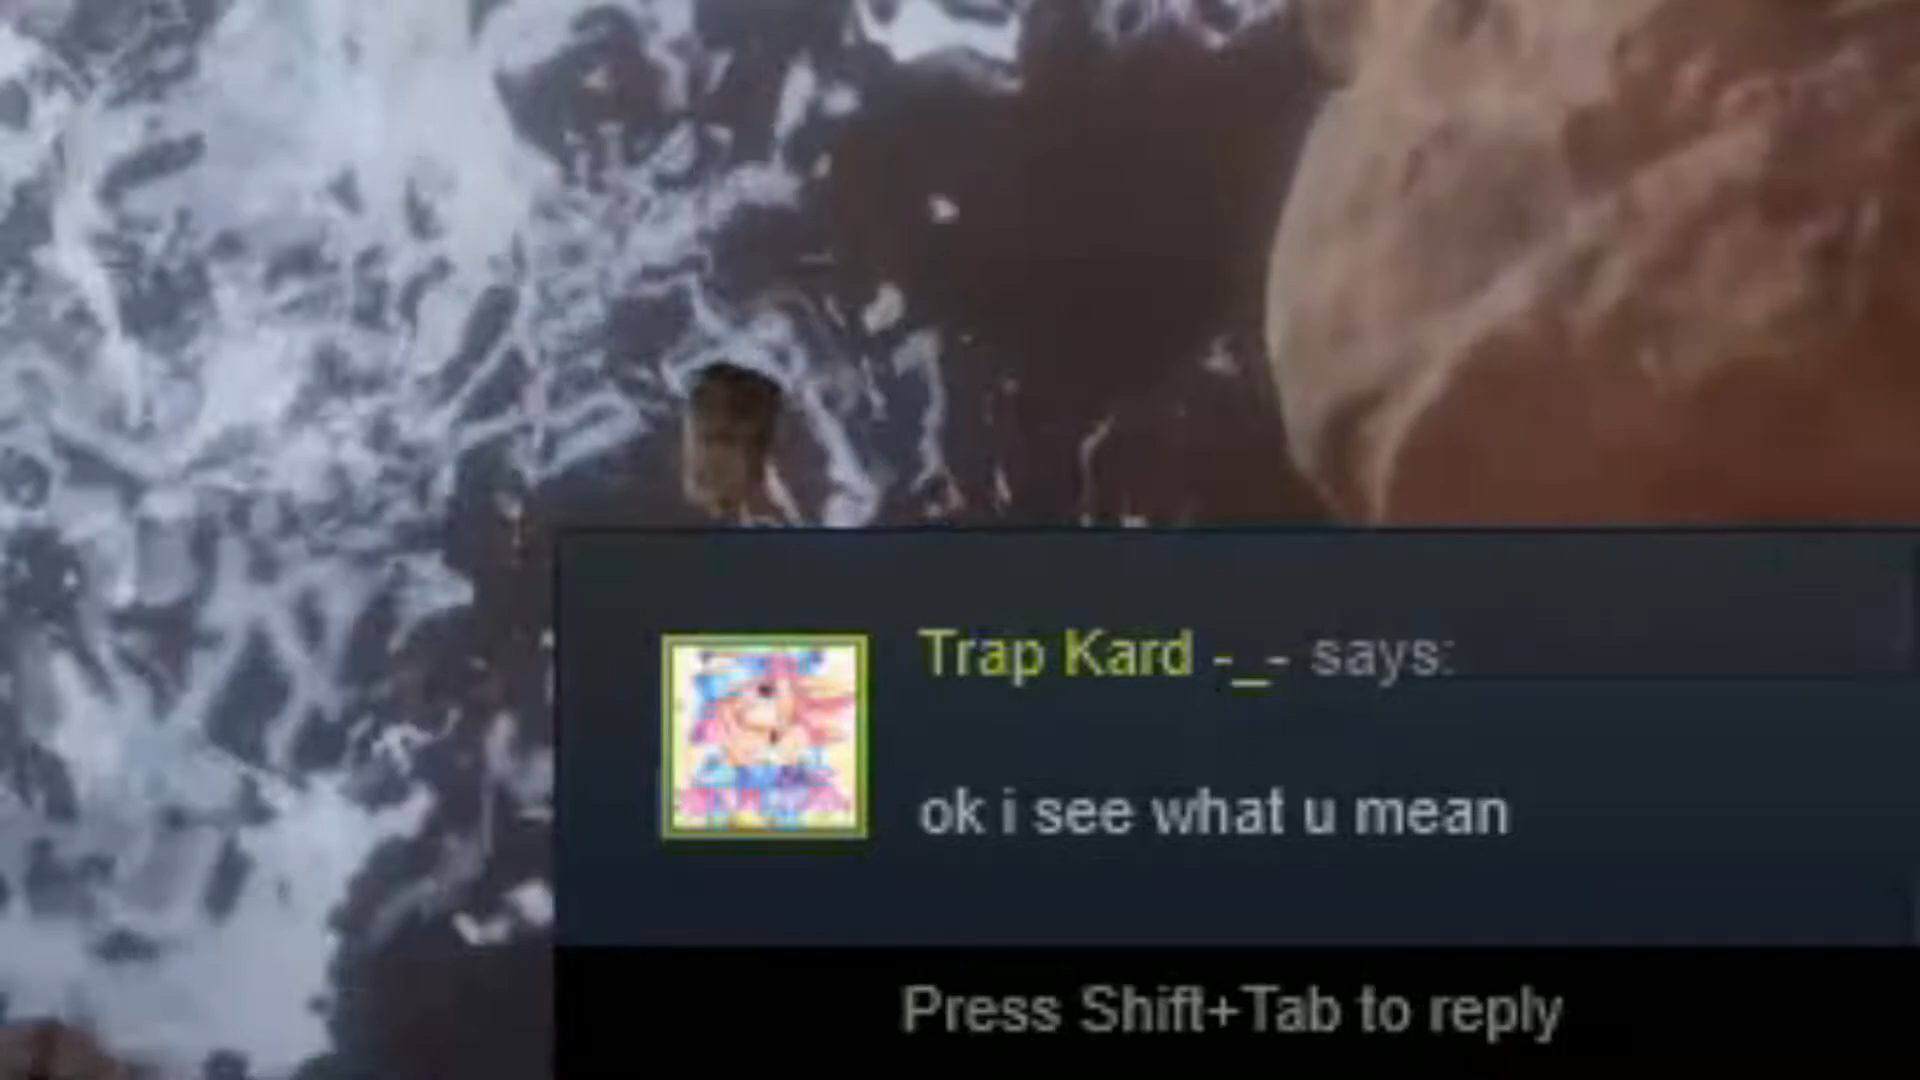 Trap Kard -_- says:
ok i see what u mean
Press Shift+Tab to reply